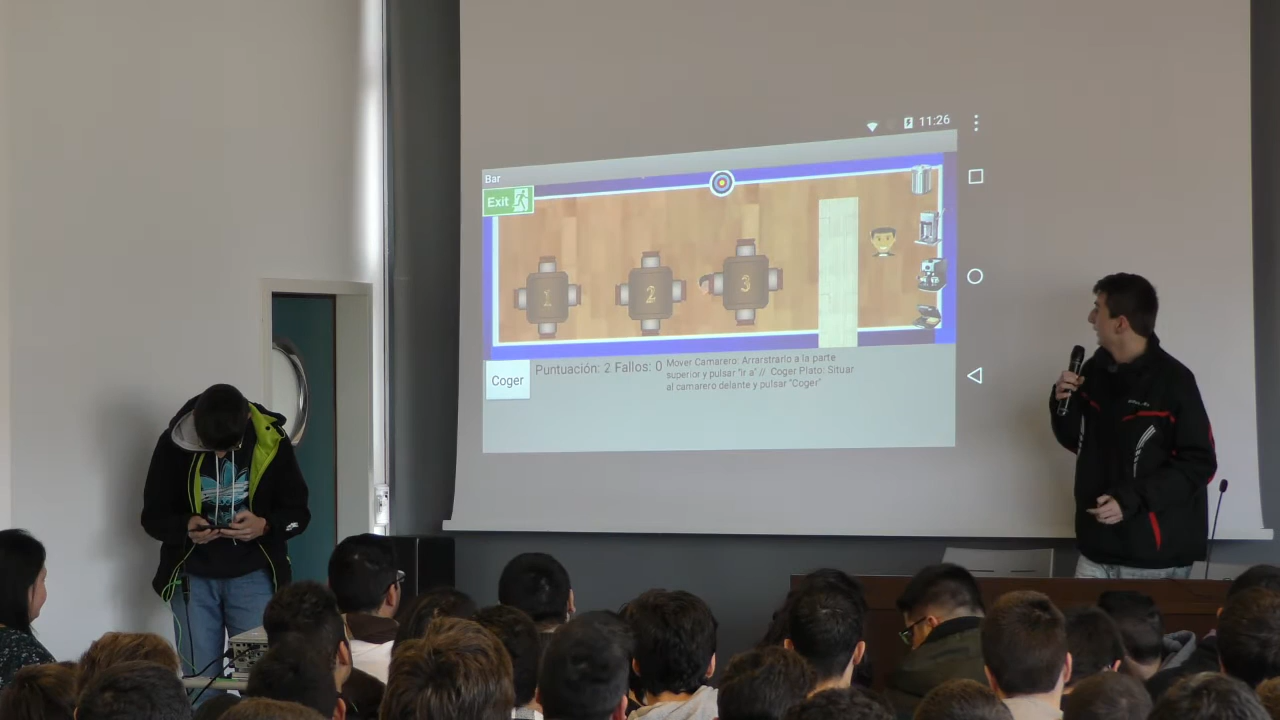 11:26
Bar
Exit
1
2
3
Coger
Puntuación: 2 Fallos: 0
Mover Camarero: Arrarstrarlo a la parte
superior y pulsar "Ir a" // Coger Plato: Situar
al camarero delante y pulsar "Coger"